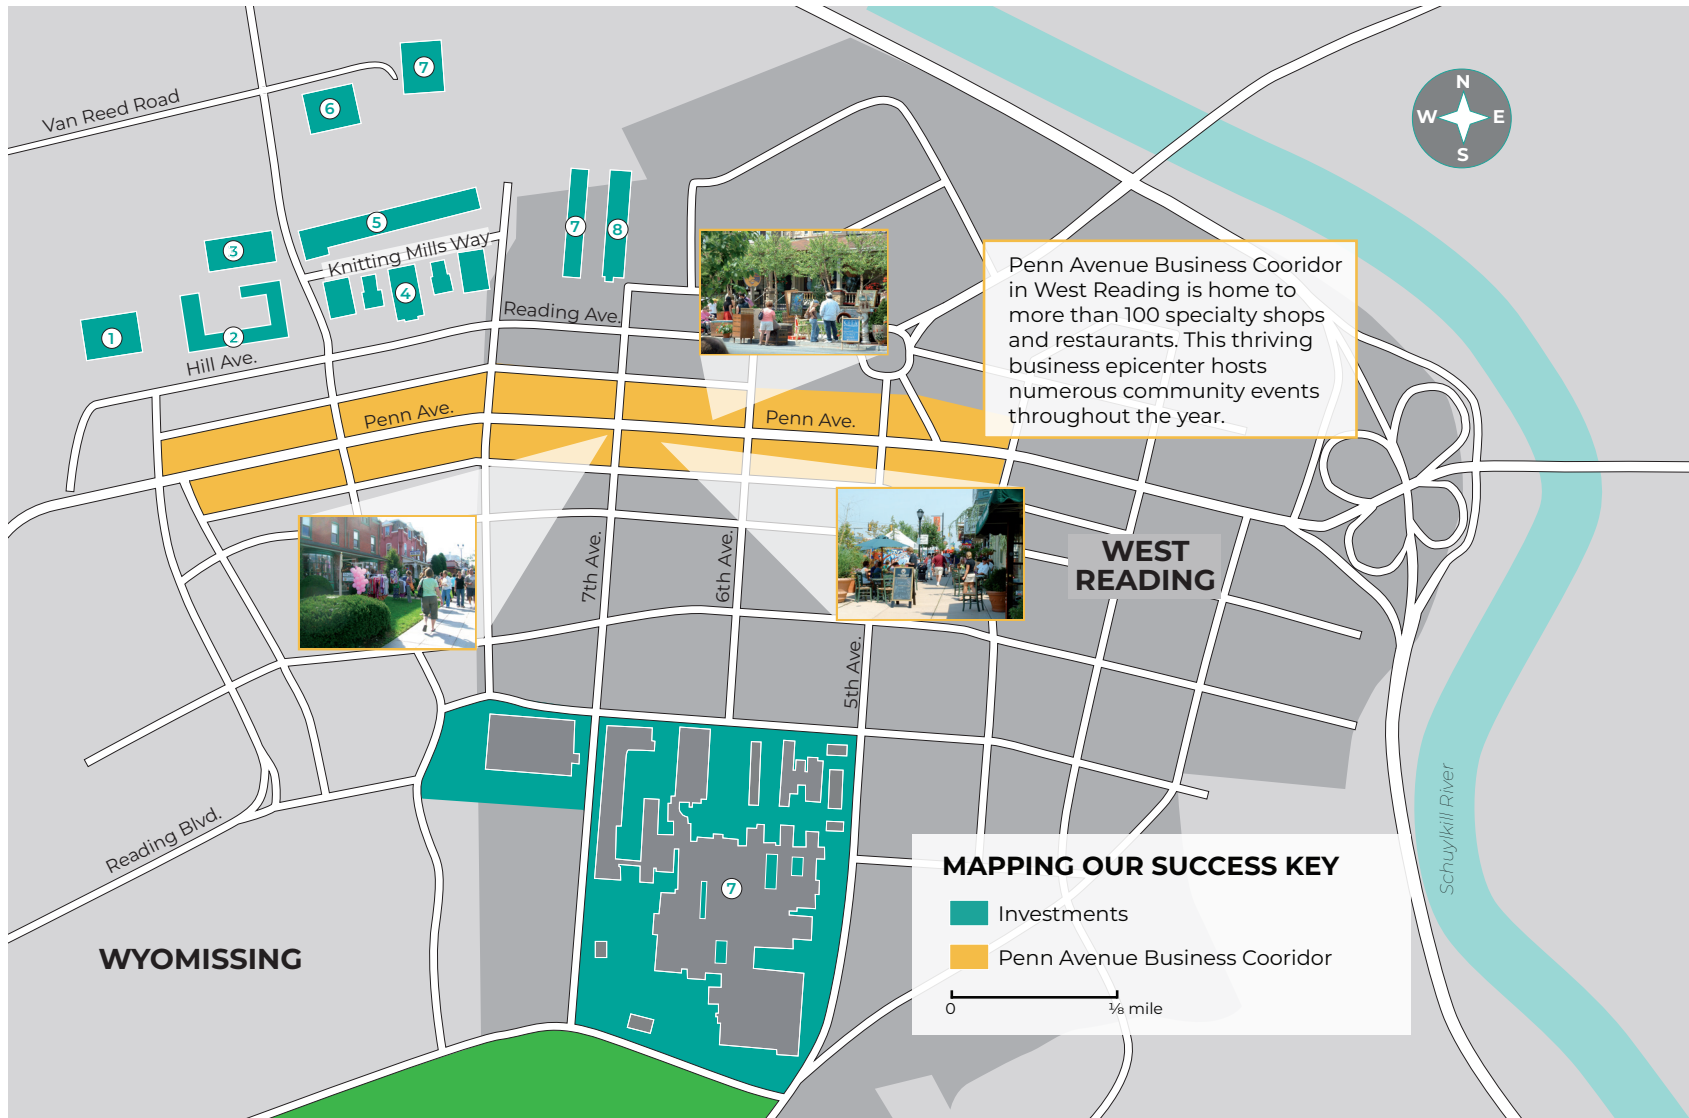 Van Reed Road
7
6
N
W
E
S
5
7
8
3
Knitting Mills Way
4
1
2
Hill Ave.
Reading Ave.
Penn Ave.
Penn Ave.
Penn Avenue Business Cooridor
in West Reading is home to
more than 100 specialty shops
and restaurants. This thriving
business epicenter hosts
numerous community events
throughout the year.
7th Ave.
6th Ave.
5th Ave.
WEST
READING
Reading Blvd.
WYOMISSING
7
Schuylkill River
MAPPING OUR SUCCESS KEY
Investments
Penn Avenue Business Cooridor
0
⅛ mile